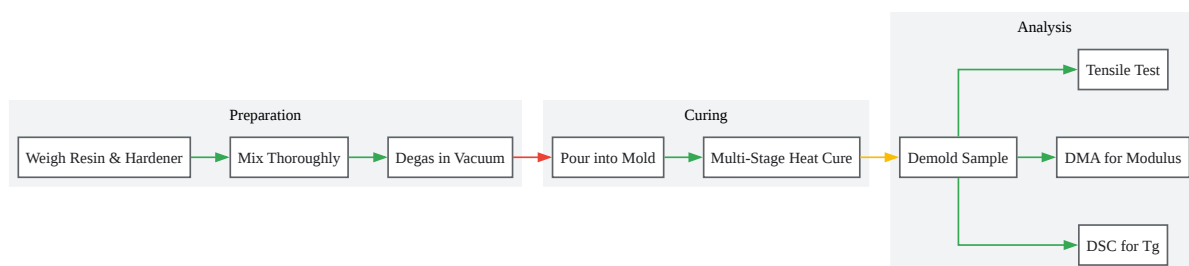 Analysis
Tensile Test
Preparation
Curing
Weigh Resin & Hardener
Mix Thoroughly
Degas in Vacuum
Pour into Mold
Multi-Stage Heat Cure
Demold Sample
DMA for Modulus
DSC for Tg